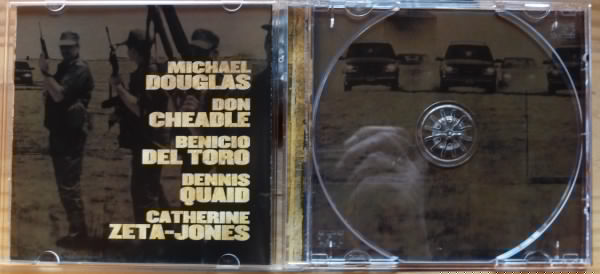 MICHAEL
DOUGLAS
DON
CHEADLE
BENICIO
DEL TORO
DENNIS
QUAID
CATHERINE
ZETA-JONES